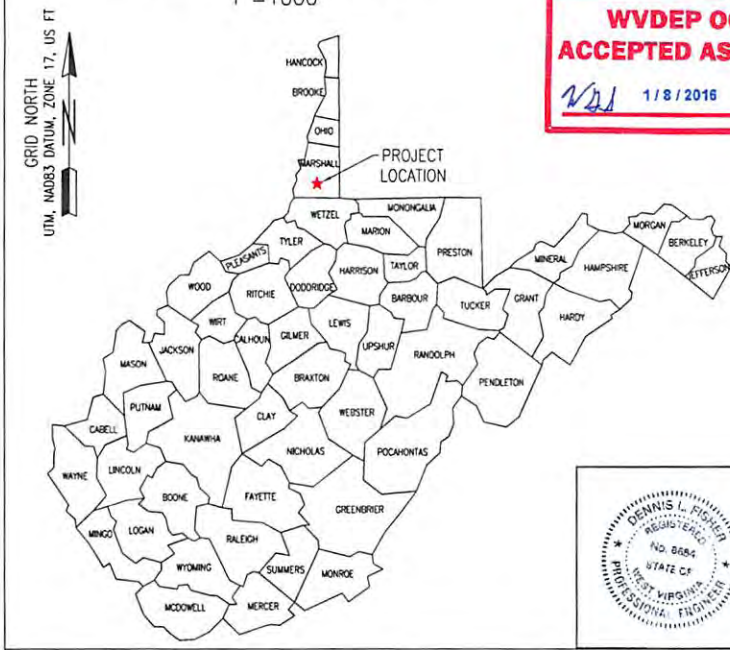 1"=1000'
WVDEP OO
ACCEPTED AS
1/8/2016
GRID NORTH
UTM, NAD83 DATUM, ZONE 17, US FT
N
HANCOCK
BROOKE
OHIO
MARSHALL
PROJECT
LOCATION
WETZEL
MONONGALIA
MARION
TYLER
PLEASANTS
PRESTON
MORGAN
BERKELEY
JEFFERSON
MINERAL
HAMPSHIRE
WOOD
RITCHIE
DODDRIDGE
HARRISON
TAYLOR
BARBOUR
TUCKER
GRANT
HARDY
WIRT
CALHOUN
GILMER
LEWIS
UPSHUR
RANDOLPH
JACKSON
MASON
ROANE
BRAXTON
PENDLETON
PUTNAM
CLAY
WEBSTER
CABELL
KANAWHA
NICHOLAS
POCAHONTAS
WAYNE
LINCOLN
BOONE
FAYETTE
GREENBRIER
MINGO
LOGAN
RALEIGH
WYOMING
SUMMERS
MONROE
MCDOWELL
MERCER
DENNIS L. FISHER
REGISTERED
No. 8684
STATE OF
WEST VIRGINIA
PROFESSIONAL ENGINEER